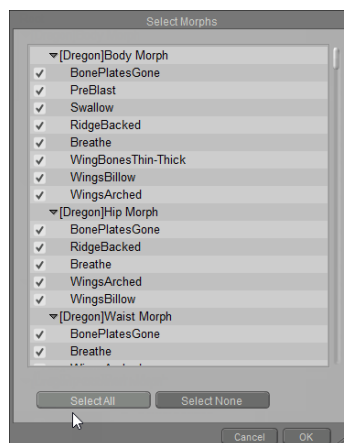 Select Morphs
[Dregon]Body Morph
BonePlatesGone
PreBlast
Swallow
RidgeBacked
Breathe
WingBonesThin-Thick
WingsBillow
WingsArched
[Dregon]Hip Morph
BonePlatesGone
RidgeBacked
Breathe
WingsArched
WingsBillow
[Dregon]Waist Morph
BonePlatesGone
Breathe
Select All Select None
Cancel OK